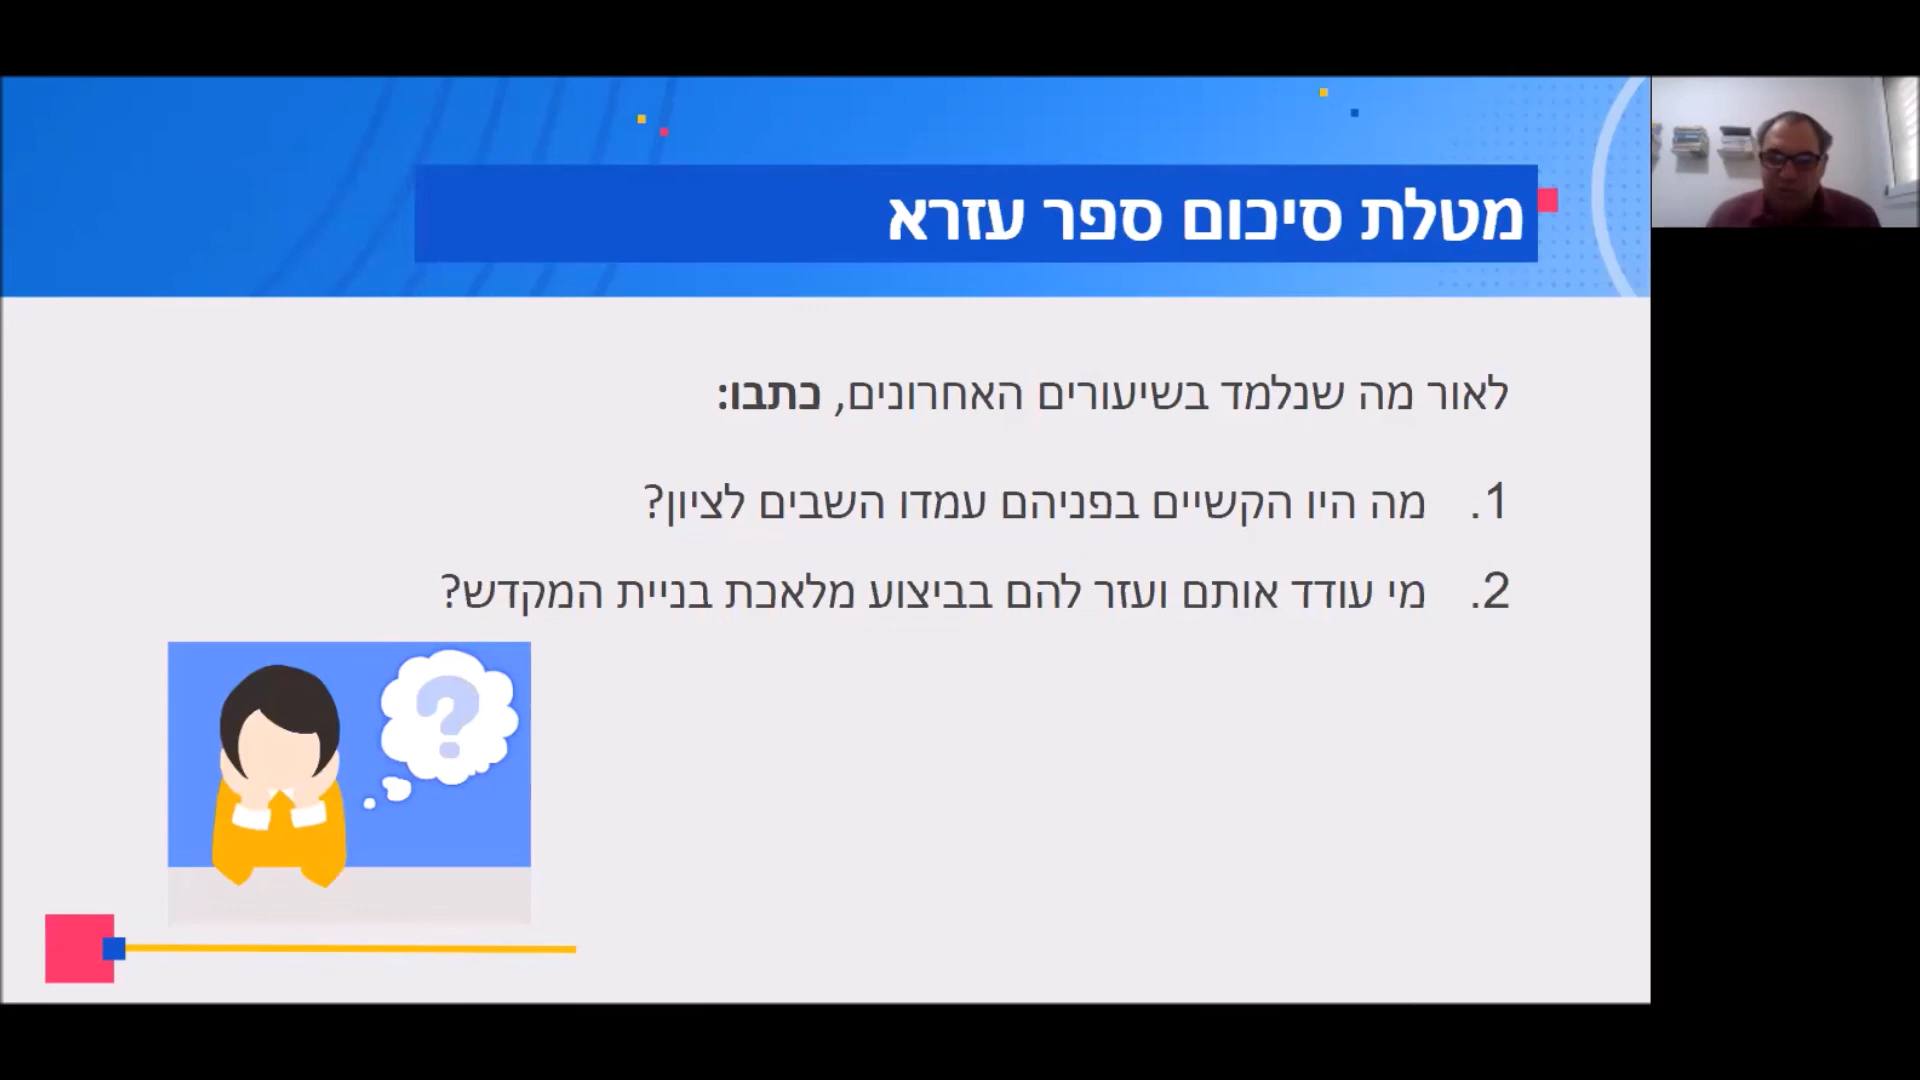 מטלת סיכום ספר עזרא
לאור מה שנלמד בשיעורים האחרונים, כתבו:
1. מה היו הקשיים בפניהם עמדו השבים לציון?
2. מי עודד אותם ועזר להם בביצוע מלאכת בניית המקדש?
?